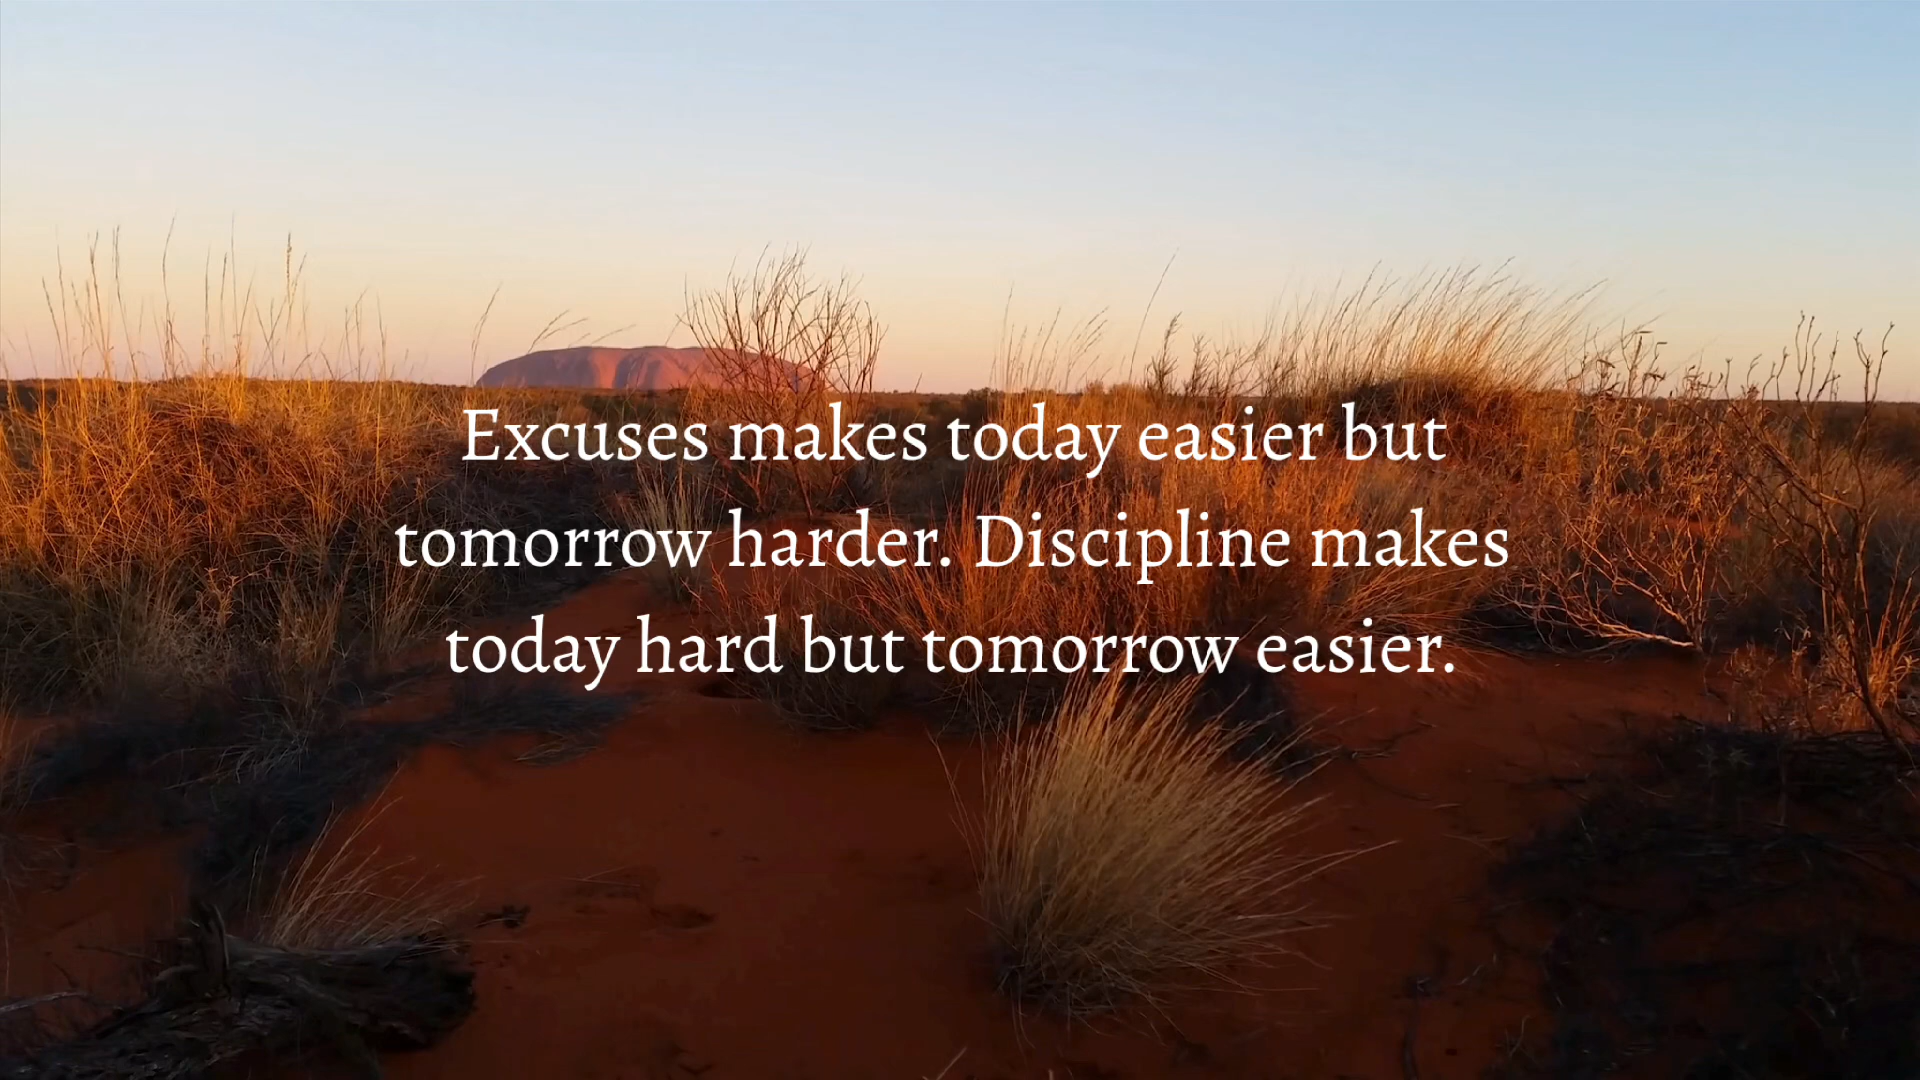 Excuses makes today easier but
tomorrow harder. Discipline makes
today hard but tomorrow easier.